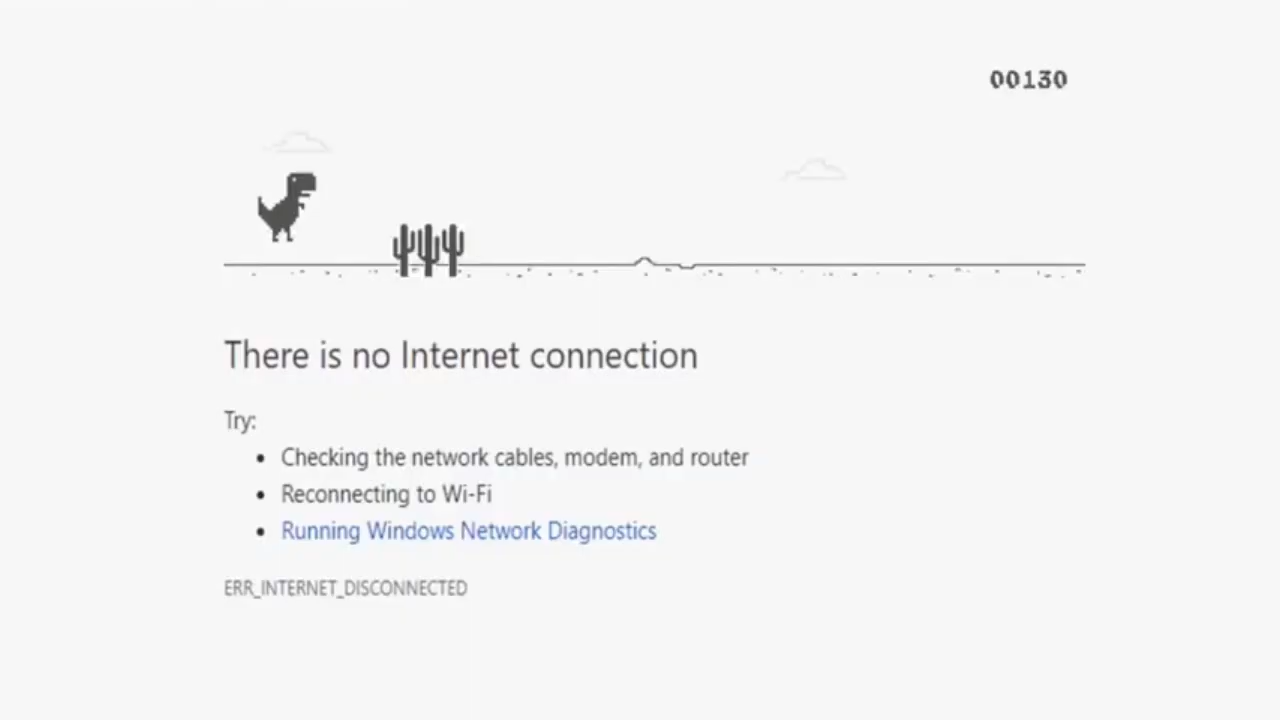 00130
There is no Internet connection
Try:
Checking the network cables, modem, and router
Reconnecting to Wi-Fi
Running Windows Network Diagnostics
ERR_INTERNET_DISCONNECTED